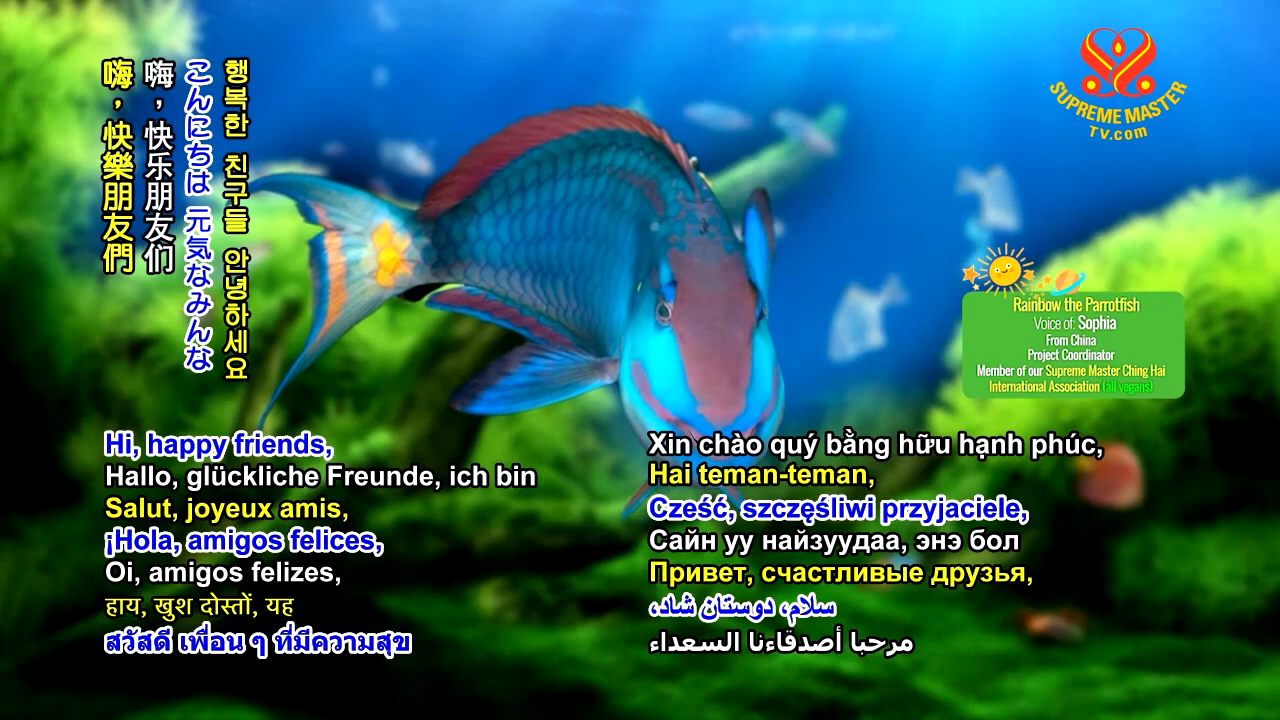 嗨，快樂朋友們
嗨，快乐朋友们
こんにちは 元気なみんな
행복한 친구들 안녕하세요
SUPREME MASTER
TV.com
Rainbow the Parrotfish
Voice of: Sophia
From China
Project Coordinator
Member of our Supreme Master Ching Hai
International Association (all vegans)
Hi, happy friends,
Hallo, glückliche Freunde, ich bin
Salut, joyeux amis,
¡Hola, amigos felices,
Oi, amigos felizes,
हाय, खुश दोस्तों, यह
สวัสดี เพื่อน ๆ ที่มีความสุข
Xin chào quý bằng hữu hạnh phúc,
Hai teman-teman,
Cześć, szczęśliwi przyjaciele,
Сайн уу найзуудаа, энэ бол
Привет, счастливые друзья,
سلام، دوستان شاد،
مرحبا أصدقاءنا السعداء